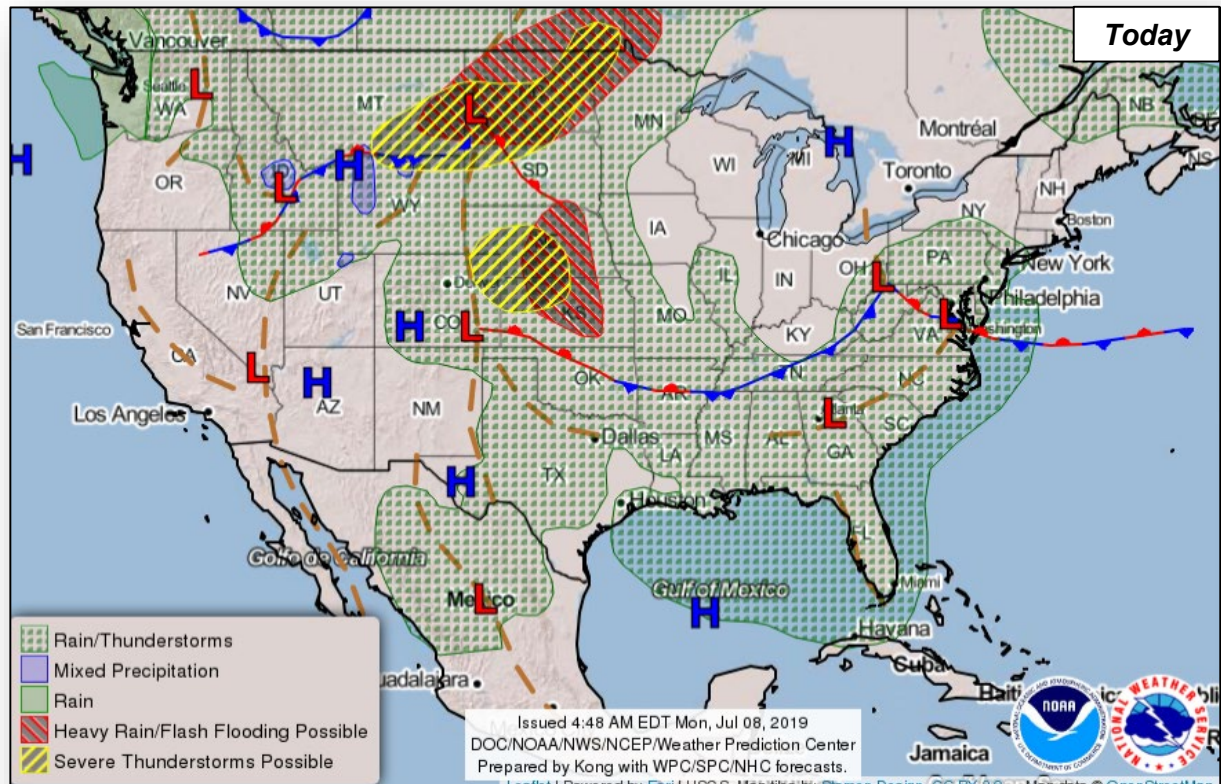 Today
Vancouver
Seattle
WA
MT
MN
Montréal
NB
NS
OR
SD
WI
MI
Toronto
NH
WY
IA
NY
Boston
Chicago
NV
UT
Denver
IL
IN
OH
PA
New York
Philadelphia
San Francisco
CO
KS
MO
KY
VA
Washington
CA
Los Angeles
AZ
NM
OK
AR
TN
NC
Dallas
MS
AL
Atlanta
SC
GA
LA
TX
Houston
FL
Golfo de California
Gulf of Mexico
Miami
Mexico
Havana
Cuba
uadalajara
Jamaica
H
H
H
H
H
H
H
L
L
L
L
L
L
L
L
L
Rain/Thunderstorms
Mixed Precipitation
Rain
Heavy Rain/Flash Flooding Possible
Severe Thunderstorms Possible
Issued 4:48 AM EDT Mon, Jul 08, 2019
DOC/NOAA/NWS/NCEP/Weather Prediction Center
Prepared by Kong with WPC/SPC/NHC forecasts.
NOAA
NATIONAL WEATHER SERVICE